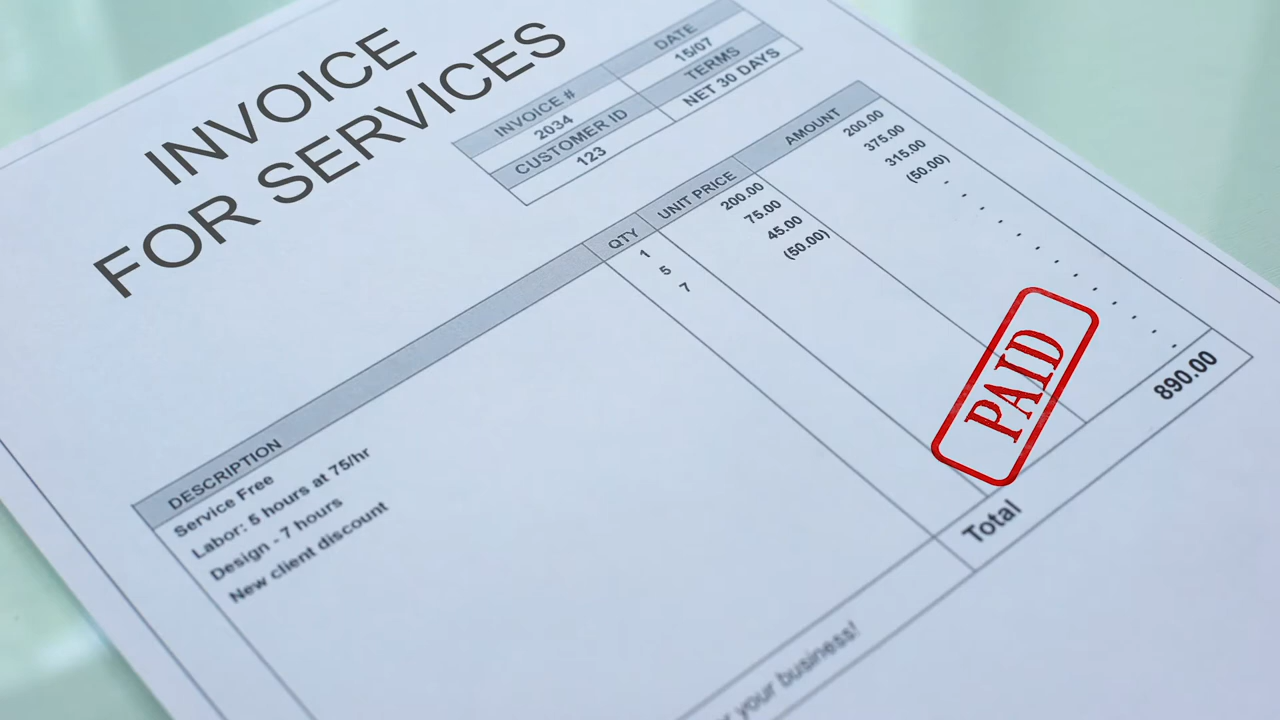 INVOICE
FOR SERVICES
INVOICE # DATE
2034 15/07
CUSTOMER ID TERMS
123 NET 30 DAYS
DESCRIPTION QTY UNIT PRICE AMOUNT
Service Free 1 200.00 200.00
Labor: 5 hours at 75/hr 5 75.00 375.00
Design - 7 hours 7 45.00 315.00
New client discount (50.00) (50.00)
PAID
Total 890.00
your business!